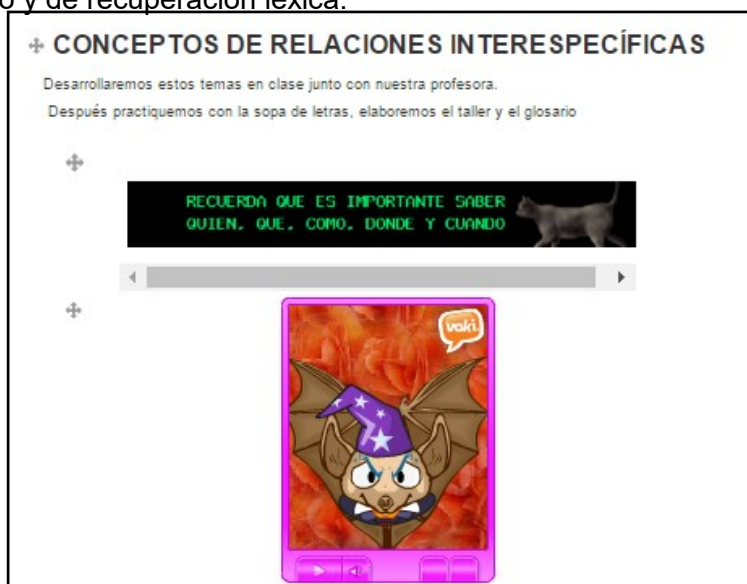 o y de recuperación léxica.
CONCEPTOS DE RELACIONES INTERESPECÍFICAS
Desarrollaremos estos temas en clase junto con nuestra profesora.
Después practiquemos con la sopa de letras, elaboremos el taller y el glosario
RECUERDA QUE ES IMPORTANTE SABER
QUIEN, QUE, COMO, DONDE Y CUANDO
voki